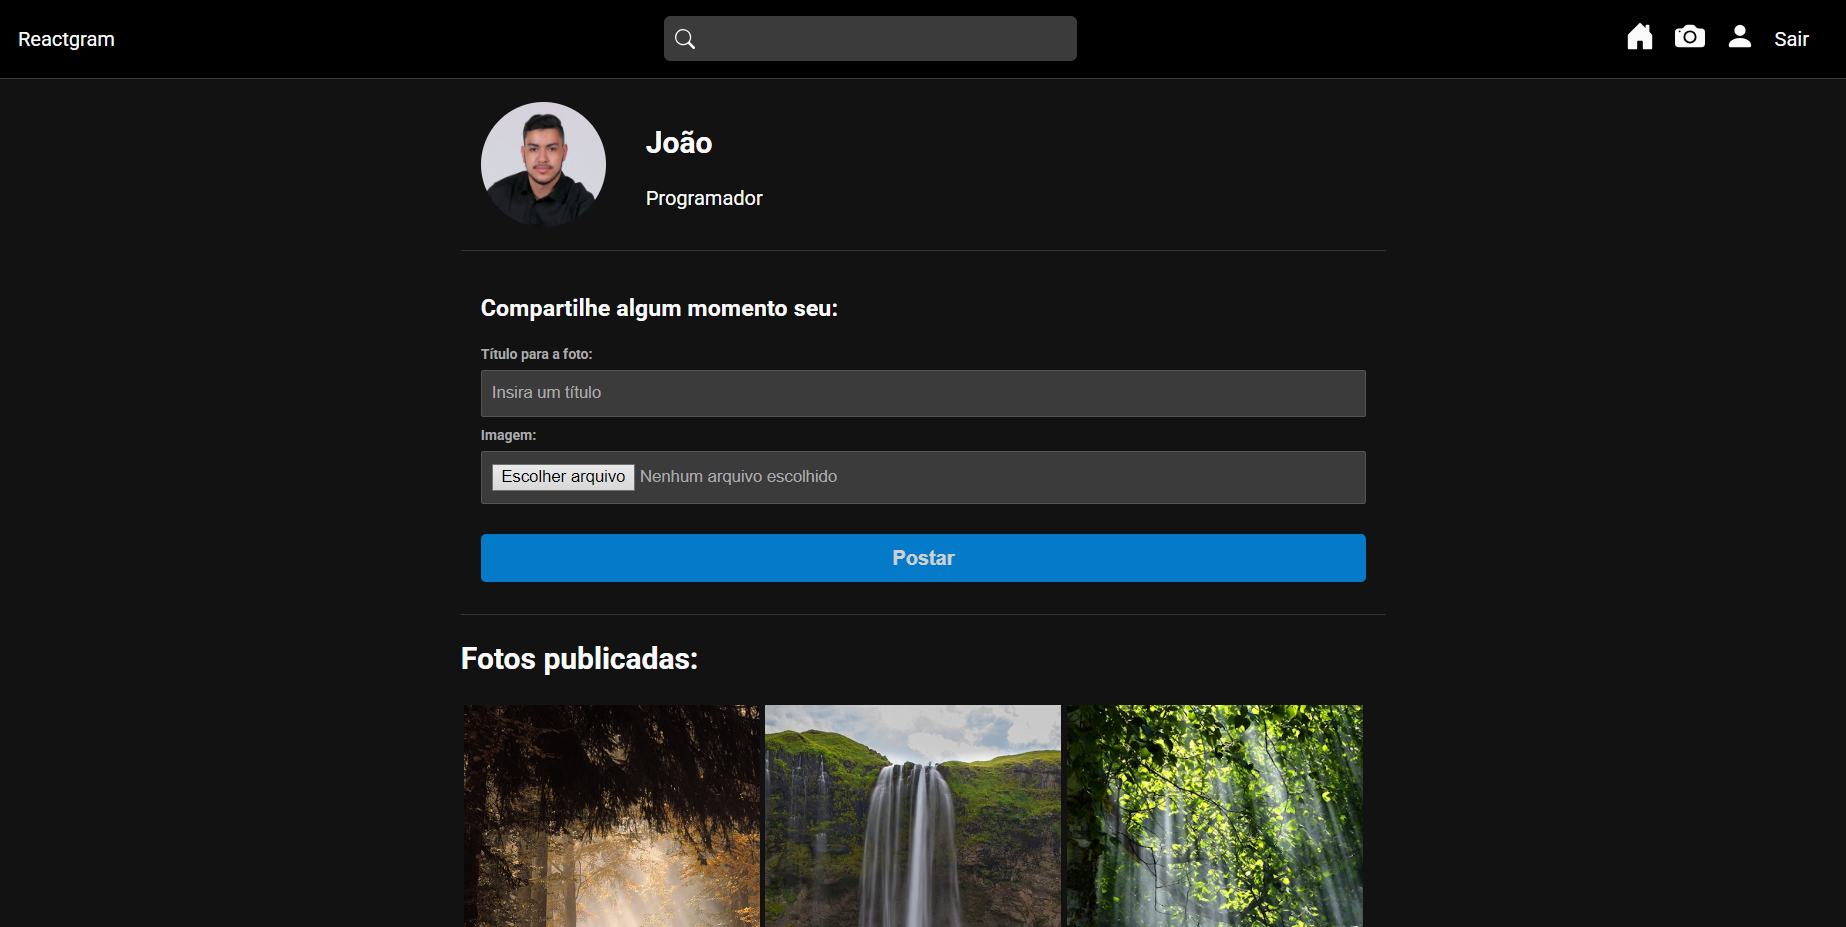 Reactgram
Sair
João
Programador
Compartilhe algum momento seu:
Título para a foto:
Insira um título
Imagem:
Escolher arquivo Nenhum arquivo escolhido
Postar
Fotos publicadas: